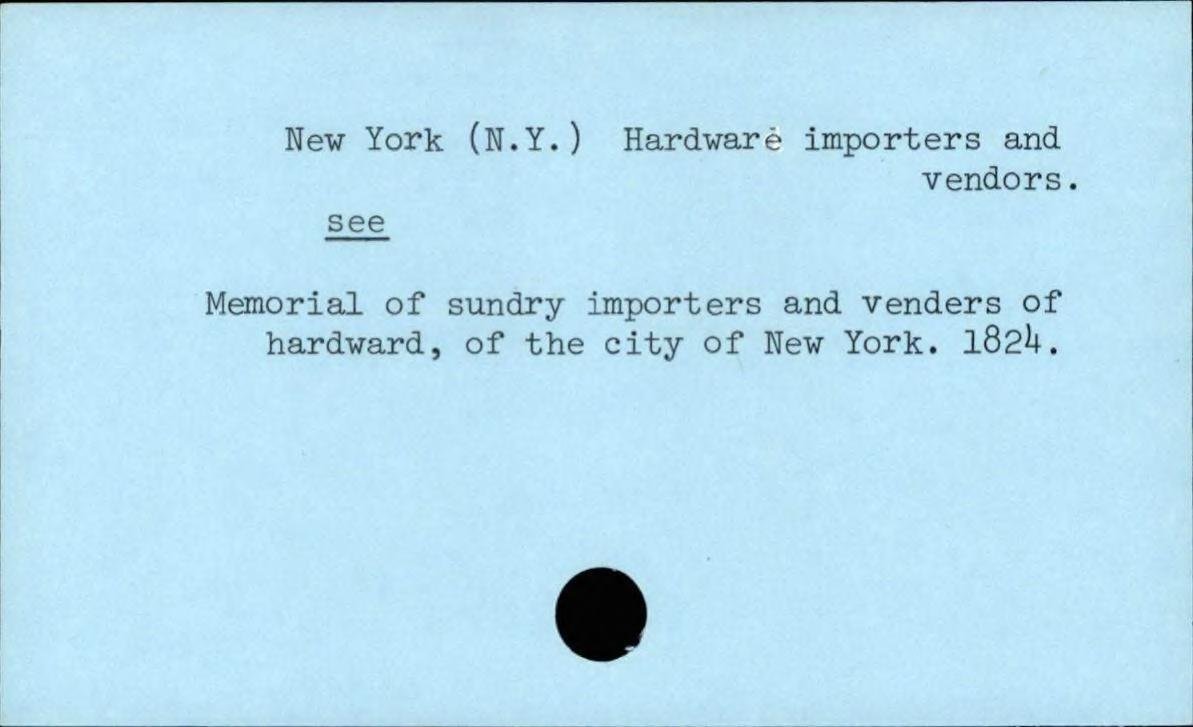 New York (N.Y.) Hardware importers and
vendors.
see
Memorial of sundry importers and venders of
hardward, of the city of New York. 1824.